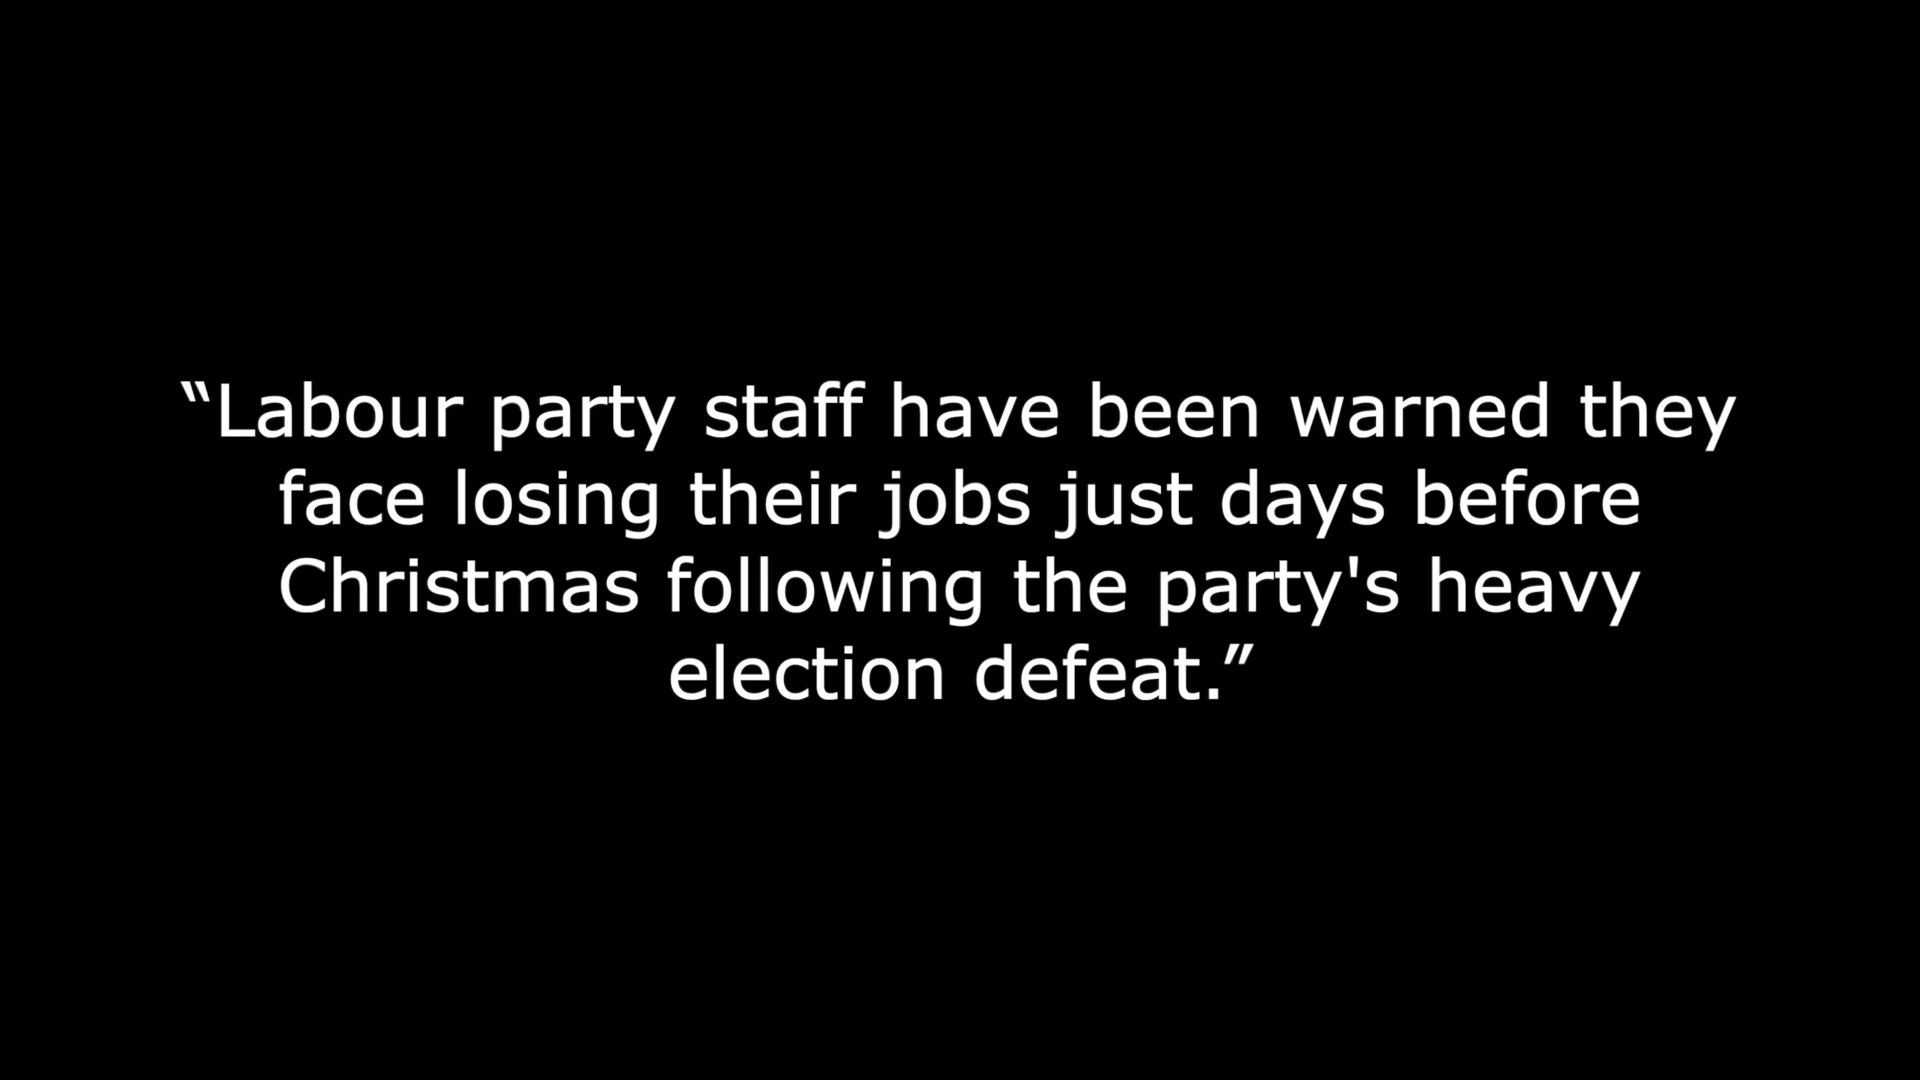 “Labour party staff have been warned they
face losing their jobs just days before
Christmas following the party's heavy
election defeat.”